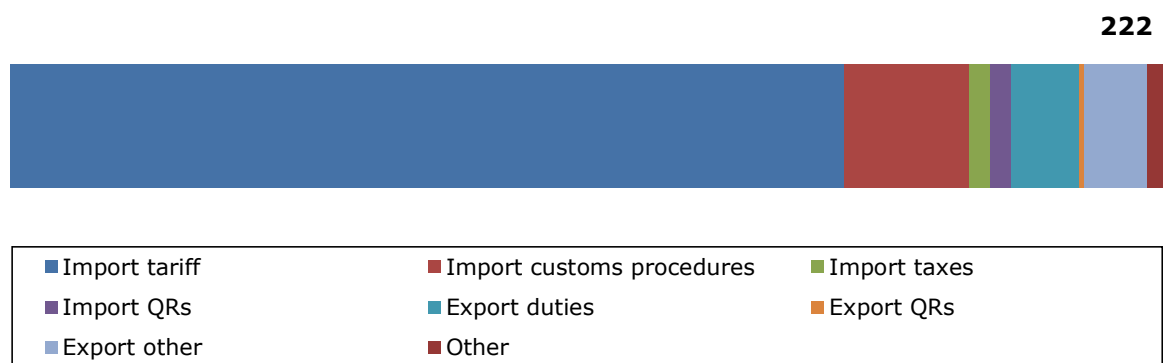 222
Import tariff Import customs procedures Import taxes
Import QRs Export duties Export QRs
Export other Other